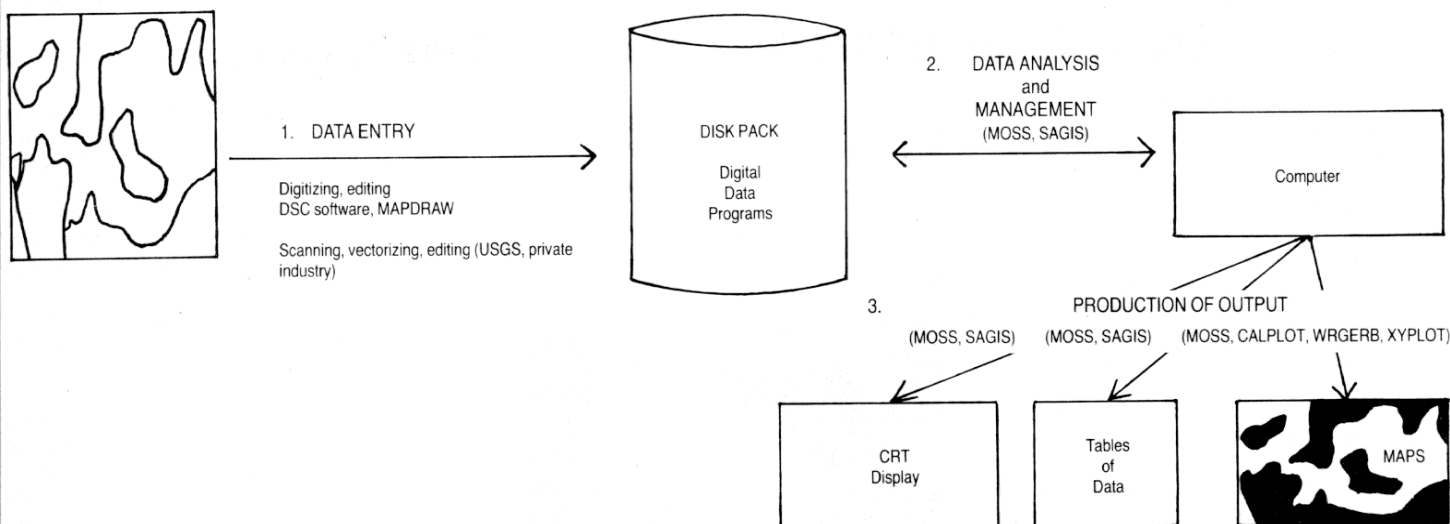 1. DATA ENTRY
Digitizing, editing
DSC software, MAPDRAW
Scanning, vectorizing, editing (USGS, private
industry)
DISK PACK
Digital
Data
Programs
2. DATA ANALYSIS
and
MANAGEMENT
(MOSS, SAGIS)
Computer
3. PRODUCTION OF OUTPUT
(MOSS, SAGIS) (MOSS, SAGIS) (MOSS, CALPLOT, WRGERB, XYPLOT)
CRT
Display
Tables
of
Data
MAPS